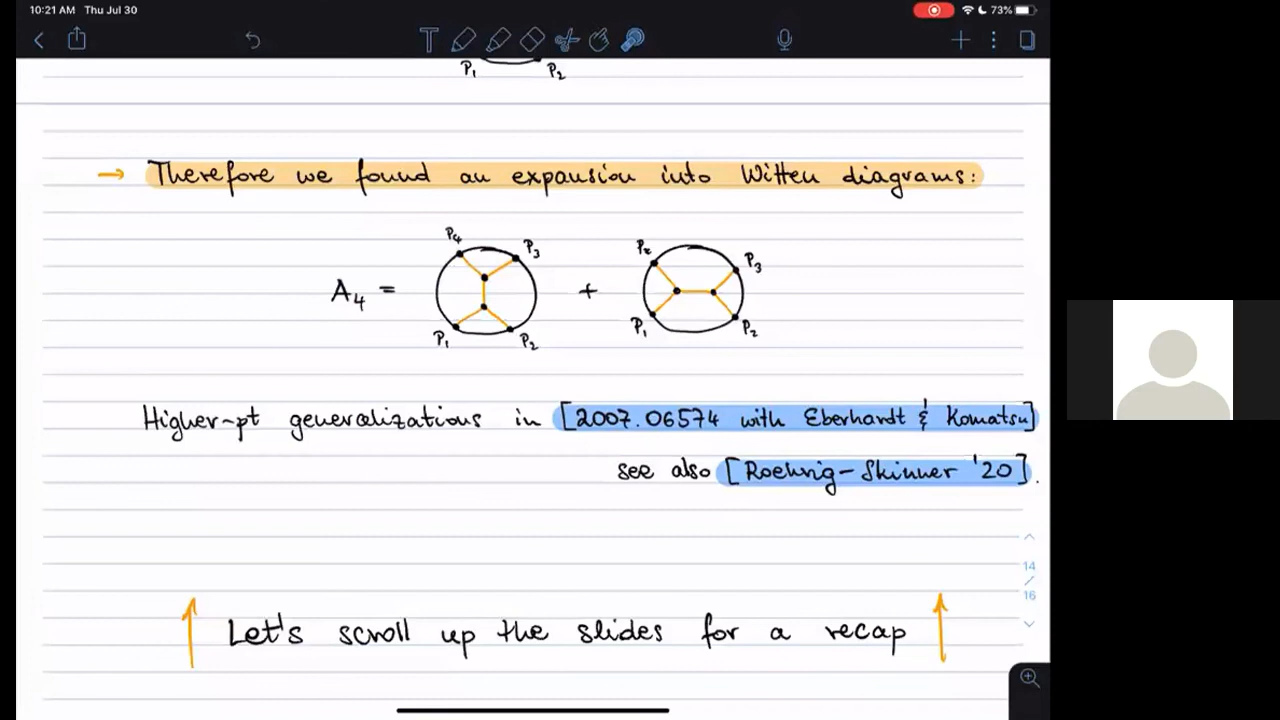 10:21 AM Thu Jul 30
73%
P₁ P₂
→ Therefore we found an expansion into Witten diagrams:
P₄ P₃ P₄ P₃
A₄ = +
P₁ P₂ P₁ P₂
Higher-pt generalizations in [2007.06574 with Eberhardt & Komatsu]
see also [Roehrig-Skinner '20].
14
/
16
Let's scroll up the slides for a recap